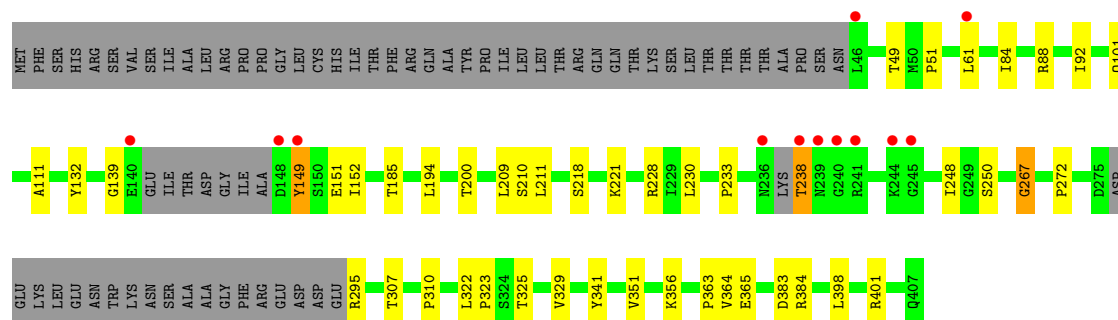 MET PHE SER HIS ARG SER VAL SER ILE ALA LEU ARG PRO PRO GLY LEU CYS HIS ILE THR PHE ARG GLN ALA TYR PRO ILE LEU LEU THR ARG GLN GLN THR LYS SER LEU THR THR THR THR ALA PRO SER ASN L46 T49 M50 P51 L61 I84 R88 I92 Q101
A111 Y132 G139 E140 GLU ILE THR ASP GLY ILE ALA D148 Y149 S150 E151 I152 T185 L194 T200 L209 S210 L211 S218 K221 R228 I229 L230 P233 N236 LYS T238 N239 G240 R241 K244 G245 I248 G249 S250 G267 P272 D275 ASP
GLU LYS LEU GLU ASN TRP LYS ASN SER ALA ALA GLY PHE ARG GLU ASP ASP GLU R295 T307 P310 L322 P323 S324 T325 V329 Y341 V351 K356 P363 V364 E365 D383 R384 L398 R401 Q407